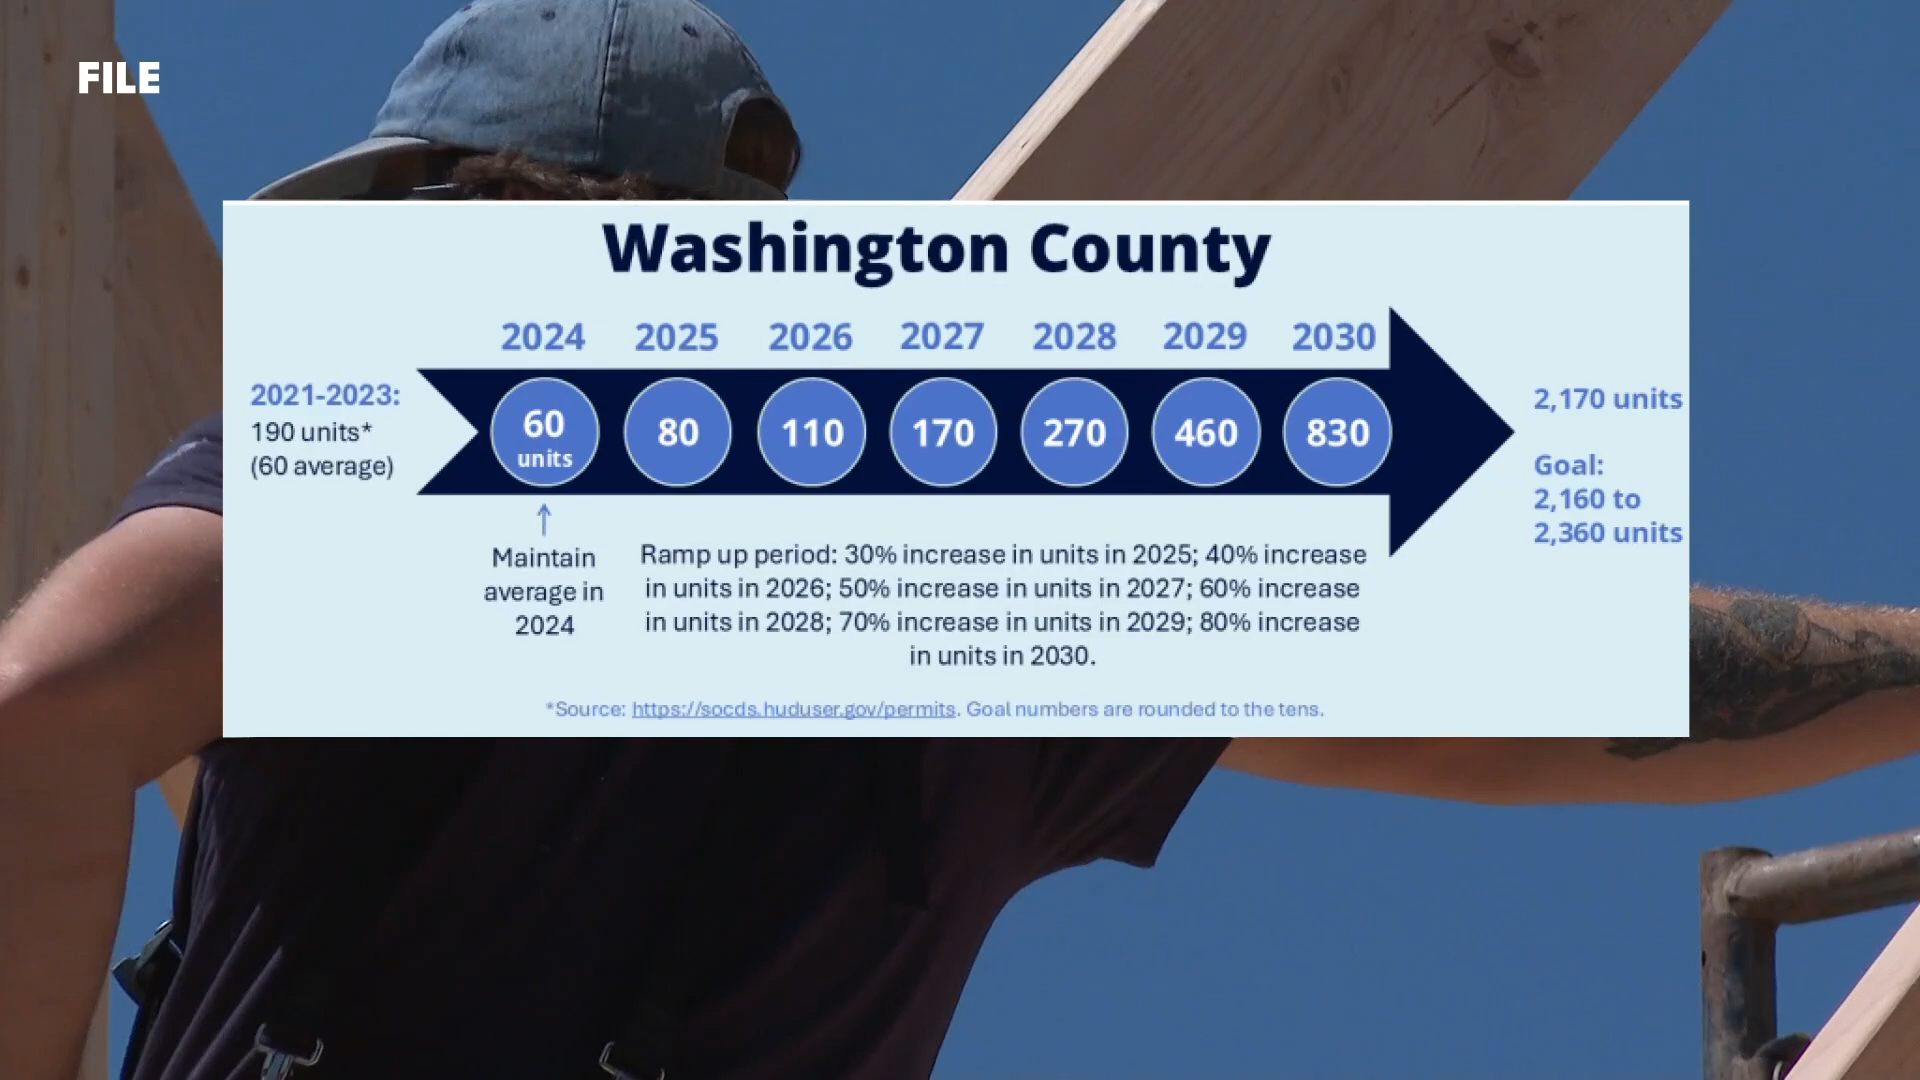 FILE
Washington County
2024 2025 2026 2027 2028 2029 2030
2021-2023:
190 units*
(60 average)
60
units
80 110 170 270 460 830
2,170 units
Goal:
2,160 to
2,360 units
Maintain
average in
2024
Ramp up period: 30% increase in units in 2025; 40% increase
in units in 2026; 50% increase in units in 2027; 60% increase
in units in 2028; 70% increase in units in 2029; 80% increase
in units in 2030.
*Source: https://socds.huduser.gov/permits. Goal numbers are rounded to the tens.